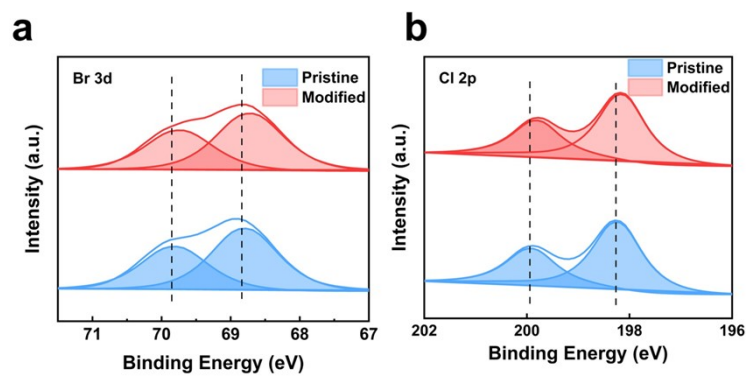 a
Br 3d
Pristine
Modified
Intensity (a.u.)
71 70 69 68 67
Binding Energy (eV)
b
Cl 2p
Pristine
Modified
Intensity (a.u.)
202 200 198 196
Binding Energy (eV)